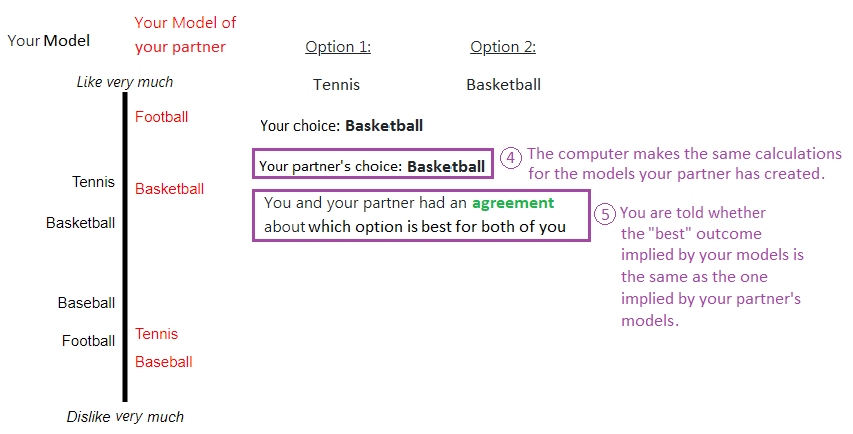 Your Model
Your Model of
your partner
Option 1:
Option 2:
Like very much
Tennis
Basketball
Football
Your choice: Basketball
Your partner's choice: Basketball
4 The computer makes the same calculations
for the models your partner has created.
Tennis
Basketball
Basketball
You and your partner had an agreement
about which option is best for both of you
5 You are told whether
the "best" outcome
implied by your models is
the same as the one
implied by your partner's
models.
Baseball
Football
Tennis
Baseball
Dislike very much